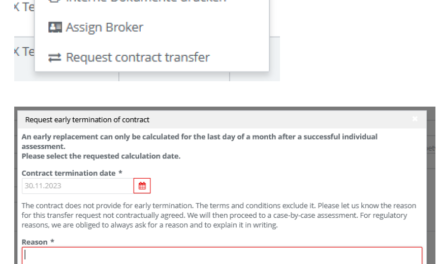 X Te
Interne Dokumente drucken
Assign Broker
X Te
Request contract transfer
Request early termination of contract
An early replacement can only be calculated for the last day of a month after a successful individual
assessment.
Please select the requested calculation date.
Contract termination date *
30.11.2023
The contract does not provide for early termination. The terms and conditions exclude it. Please let us know the reason
for this transfer request not contractually agreed. We will then proceed to a case-by-case assessment. For regulatory
reasons, we are obliged to always ask for a reason and to explain it in writing.
Reason *